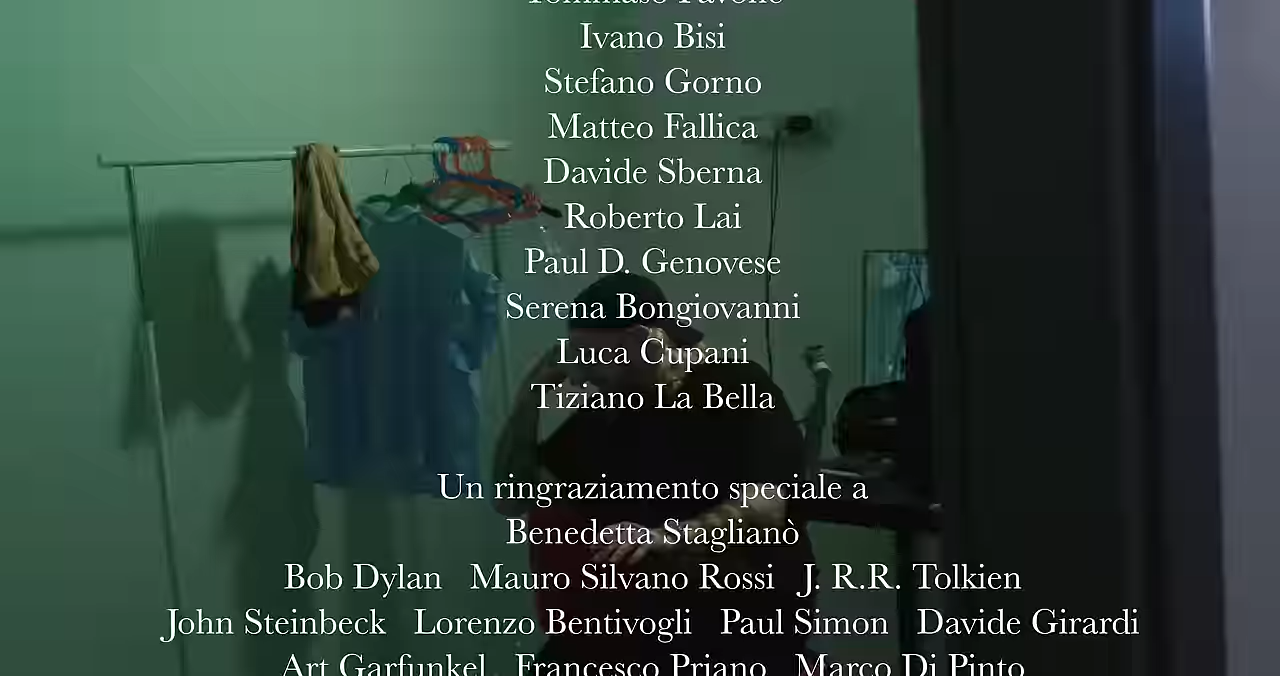 Ivano Bisi
Stefano Gorno
Matteo Fallica
Davide Sberna
Roberto Lai
Paul D. Genovese
Serena Bongiovanni
Luca Cupani
Tiziano La Bella
Un ringraziamento speciale a
Benedetta Staglianò
Bob Dylan Mauro Silvano Rossi J. R.R. Tolkien
John Steinbeck Lorenzo Bentivogli Paul Simon Davide Girardi
Art Garfunkel Francesco Priano Marco Di Pinto